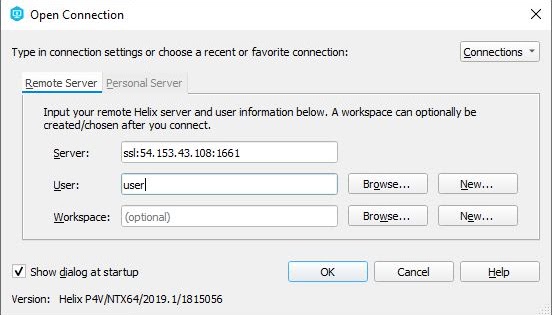 Open Connection
Type in connection settings or choose a recent or favorite connection: Connections
Remote Server Personal Server
Input your remote Helix server and user information below. A workspace can optionally be
created/chosen after you connect.
Server: ssl:54.153.43.108:1661
User: user Browse... New...
Workspace: (optional) Browse... New...
Show dialog at startup OK Cancel Help
Version: Helix P4V/NTX64/2019.1/1815056